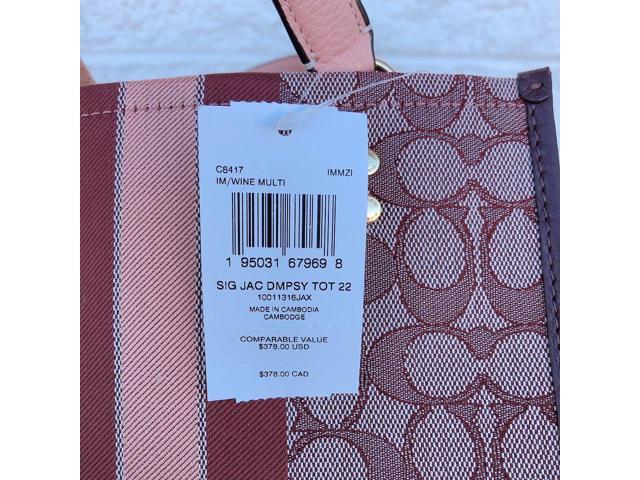 C8417 IMMZI
IM/WINE MULTI
1 95031 67969 8
SIG JAC DMPSY TOT 22
10011316JAX
MADE IN CAMBODIA
CAMBODGE
COMPARABLE VALUE
$378.00 USD
$378.00 CAD